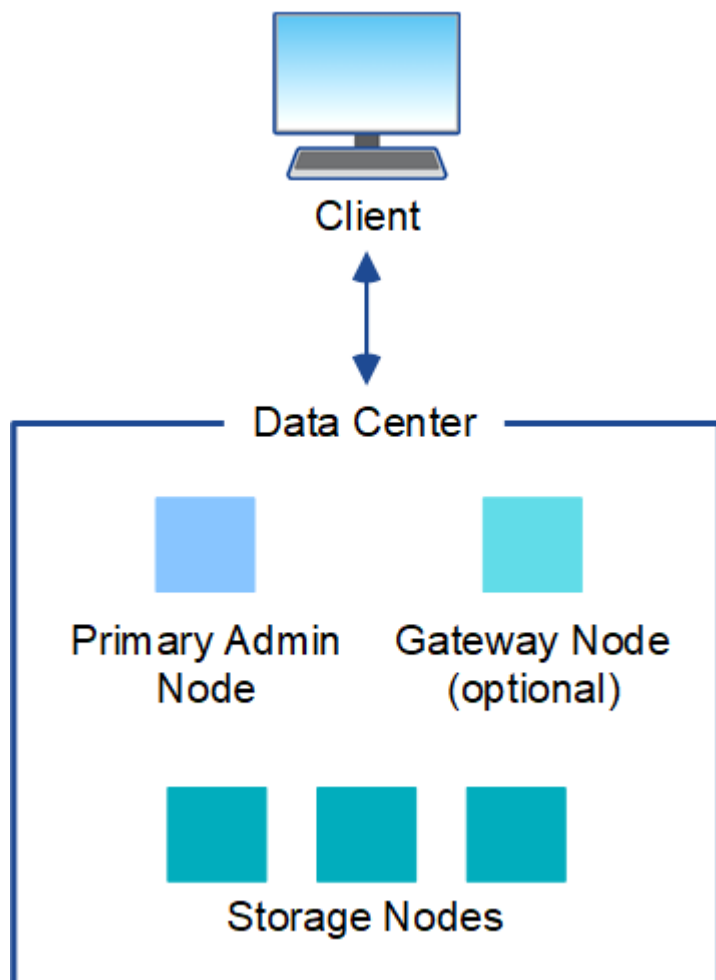 Client
Data Center
Primary Admin
Node
Gateway Node
(optional)
Storage Nodes